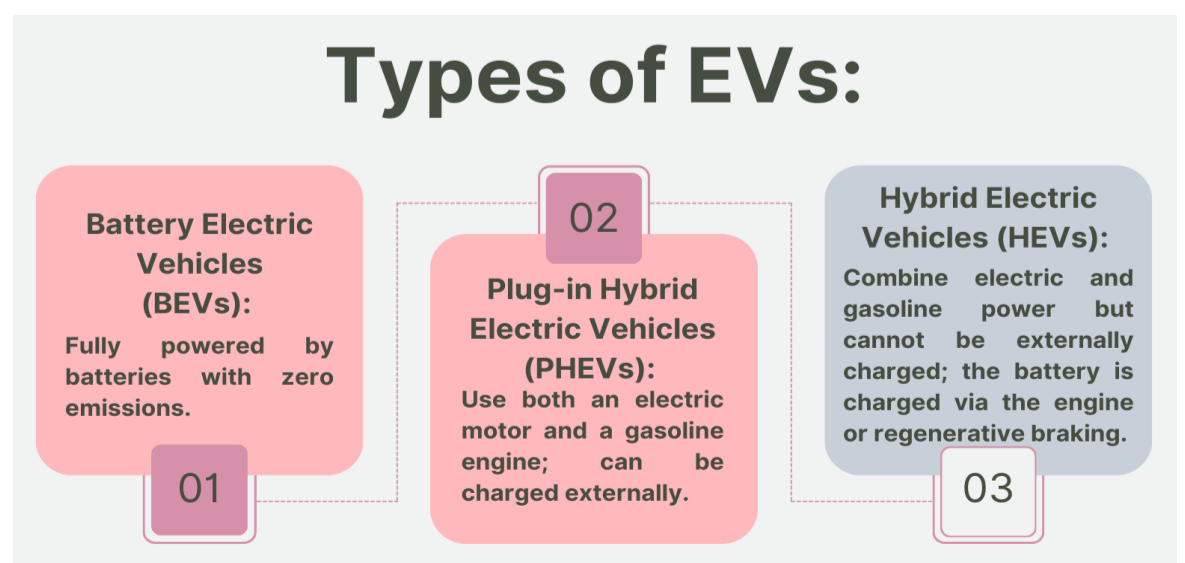 Types of EVs:
Battery Electric
Vehicles
(BEVs):
Fully powered by
batteries with zero
emissions.
01
02
Plug-in Hybrid
Electric Vehicles
(PHEVs):
Use both an electric
motor and a gasoline
engine; can be
charged externally.
Hybrid Electric
Vehicles (HEVs):
Combine electric and
gasoline power but
cannot be externally
charged; the battery is
charged via the engine
or regenerative braking.
03